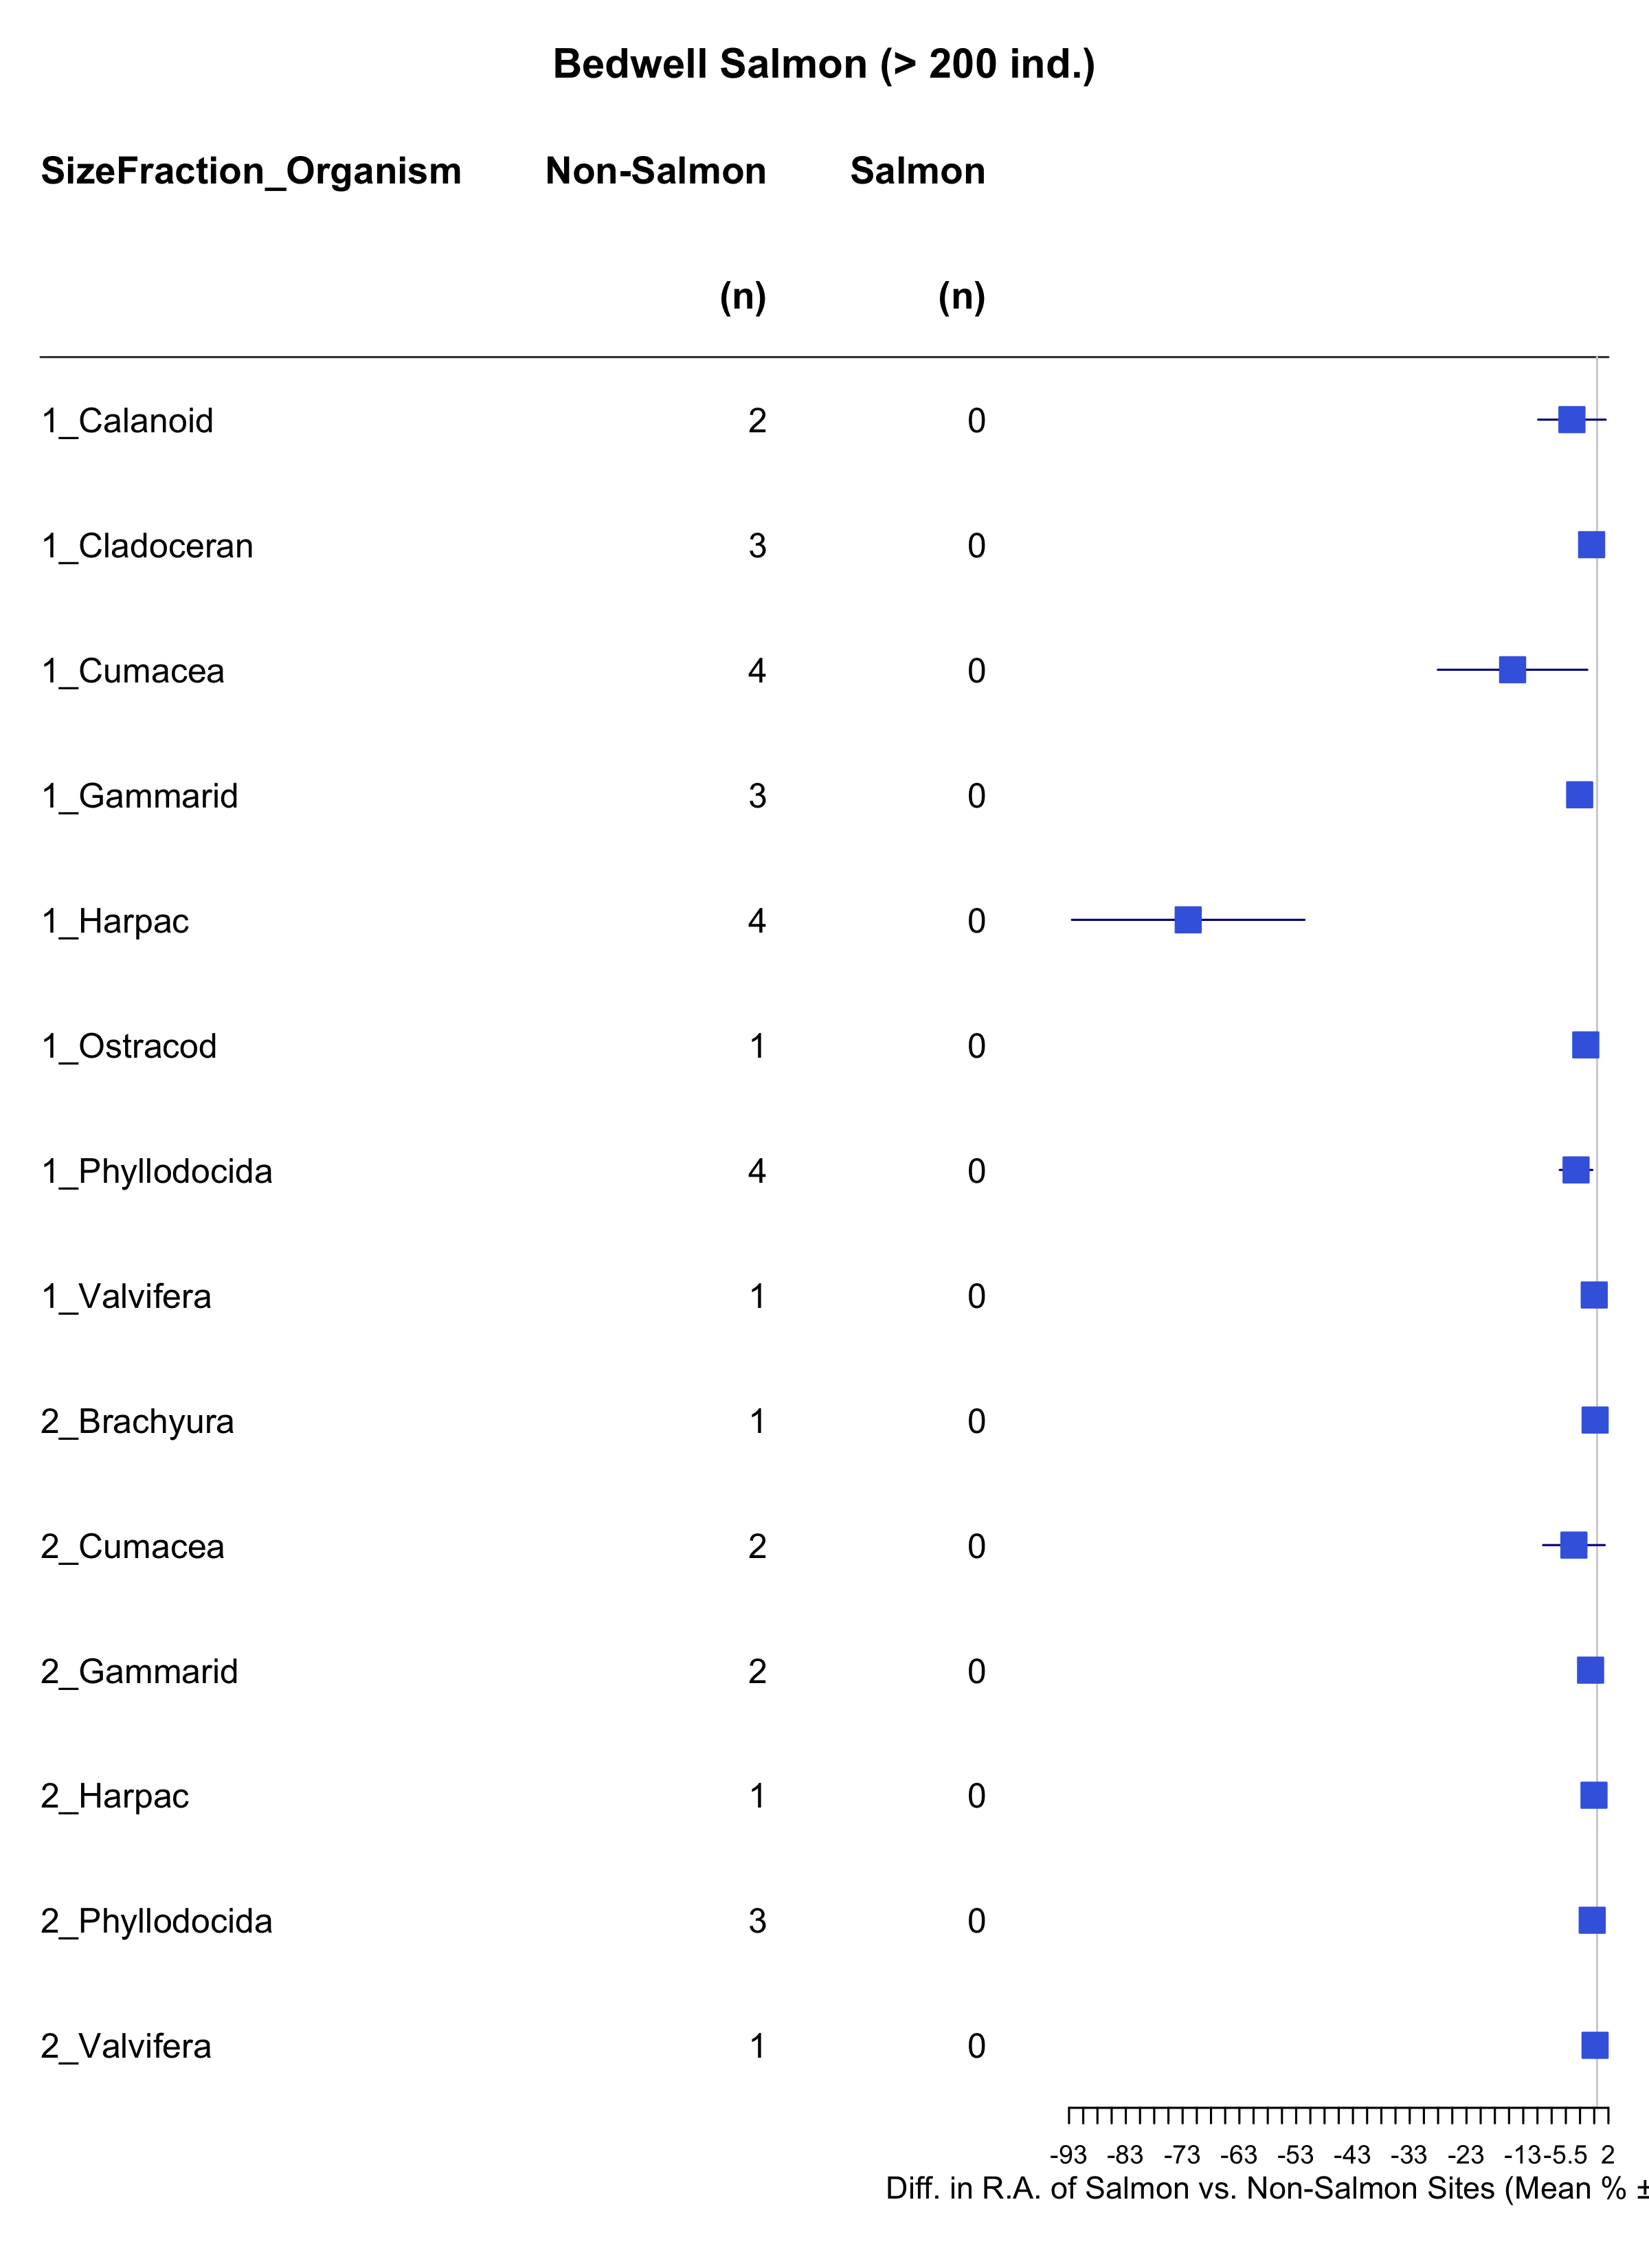 Bedwell Salmon (> 200 ind.)
SizeFraction_Organism Non-Salmon Salmon
(n) (n)
1_Calanoid 2 0
1_Cladoceran 3 0
1_Cumacea 4 0
1_Gammarid 3 0
1_Harpac 4 0
1_Ostracod 1 0
1_Phyllodocida 4 0
1_Valvifera 1 0
2_Brachyura 1 0
2_Cumacea 2 0
2_Gammarid 2 0
2_Harpac 1 0
2_Phyllodocida 3 0
2_Valvifera 1 0
-93 -83 -73 -63 -53 -43 -33 -23 -13 -5.5 2
Diff. in R.A. of Salmon vs. Non-Salmon Sites (Mean % ±